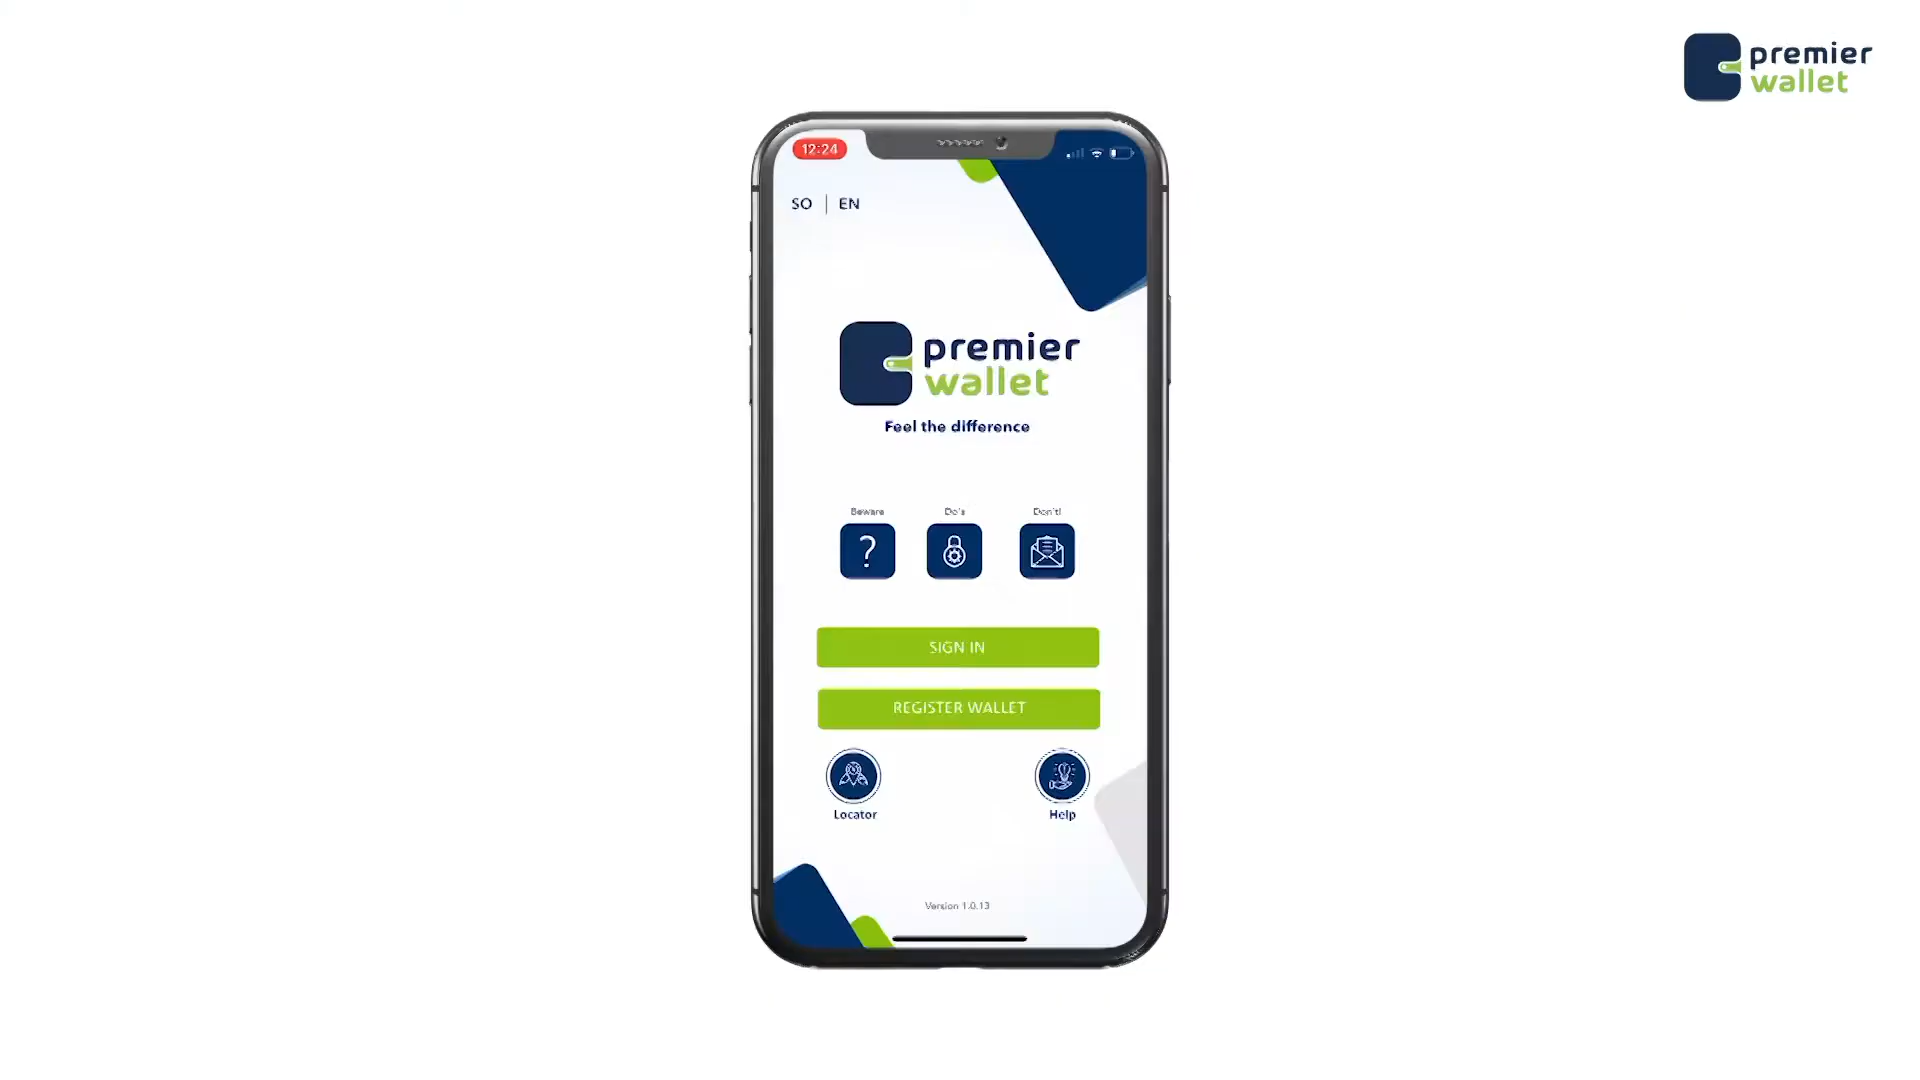 premier
wallet
12:24
SO | EN
premier
wallet
Feel the difference
Beware
Do's
Don't!
?
SIGN IN
REGISTER WALLET
Locator
Help
Version 1.0.13